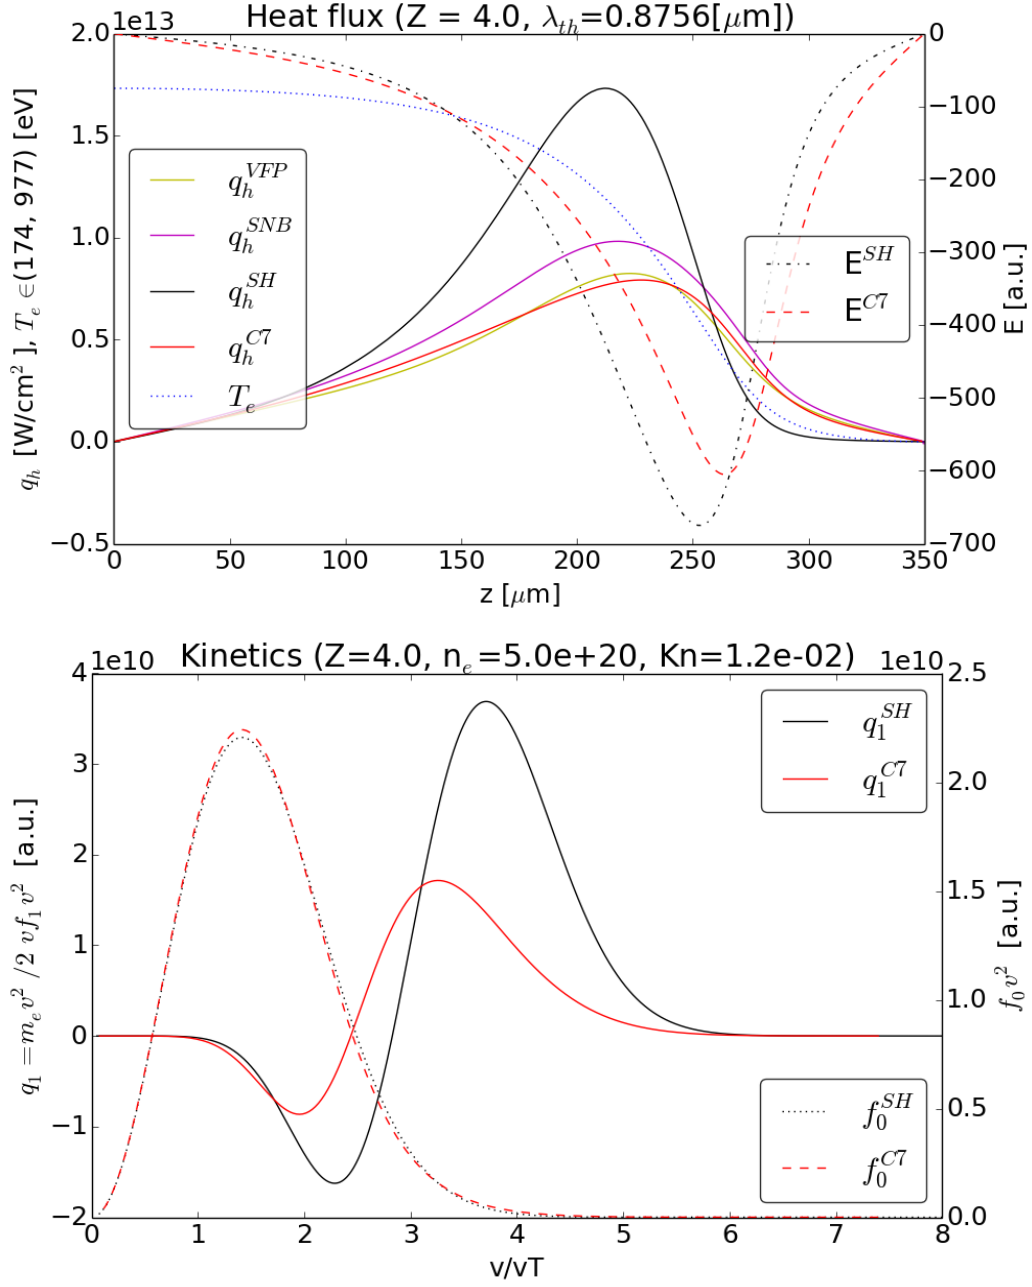 Heat flux (Z = 4.0, λ_th=0.8756[μm])
1e13
2.0
1.5
1.0
0.5
0.0
−0.5
q_h [W/cm²], T_e ∈(174, 977) [eV]
q_h^VFP
q_h^SNB
q_h^SH
q_h^C7
T_e
E^SH
E^C7
0
−100
−200
−300
−400
−500
−600
−700
E [a.u.]
0 50 100 150 200 250 300 350
z [μm]
Kinetics (Z=4.0, n_e=5.0e+20, Kn=1.2e-02)
1e10
4
3
2
1
0
−1
−2
q_1 = m_e v² /2 v f_1 v² [a.u.]
q_1^SH
q_1^C7
f_0^SH
f_0^C7
1e10
2.5
2.0
1.5
1.0
0.5
0.0
f_0 v² [a.u.]
0 1 2 3 4 5 6 7 8
v/vT